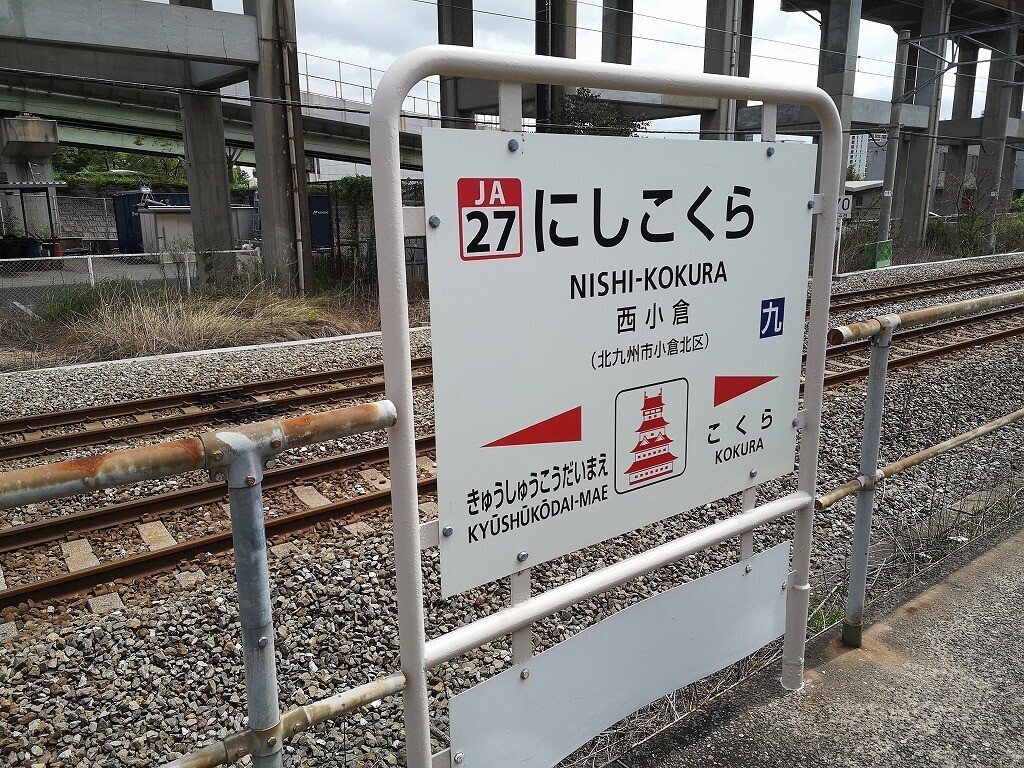 JA
27
にしこくら
NISHI-KOKURA
西小倉
九
（北九州市小倉北区）
きゅうしゅうこうだいまえ
KYŪSHŪKŌDAI-MAE
こくら
KOKURA